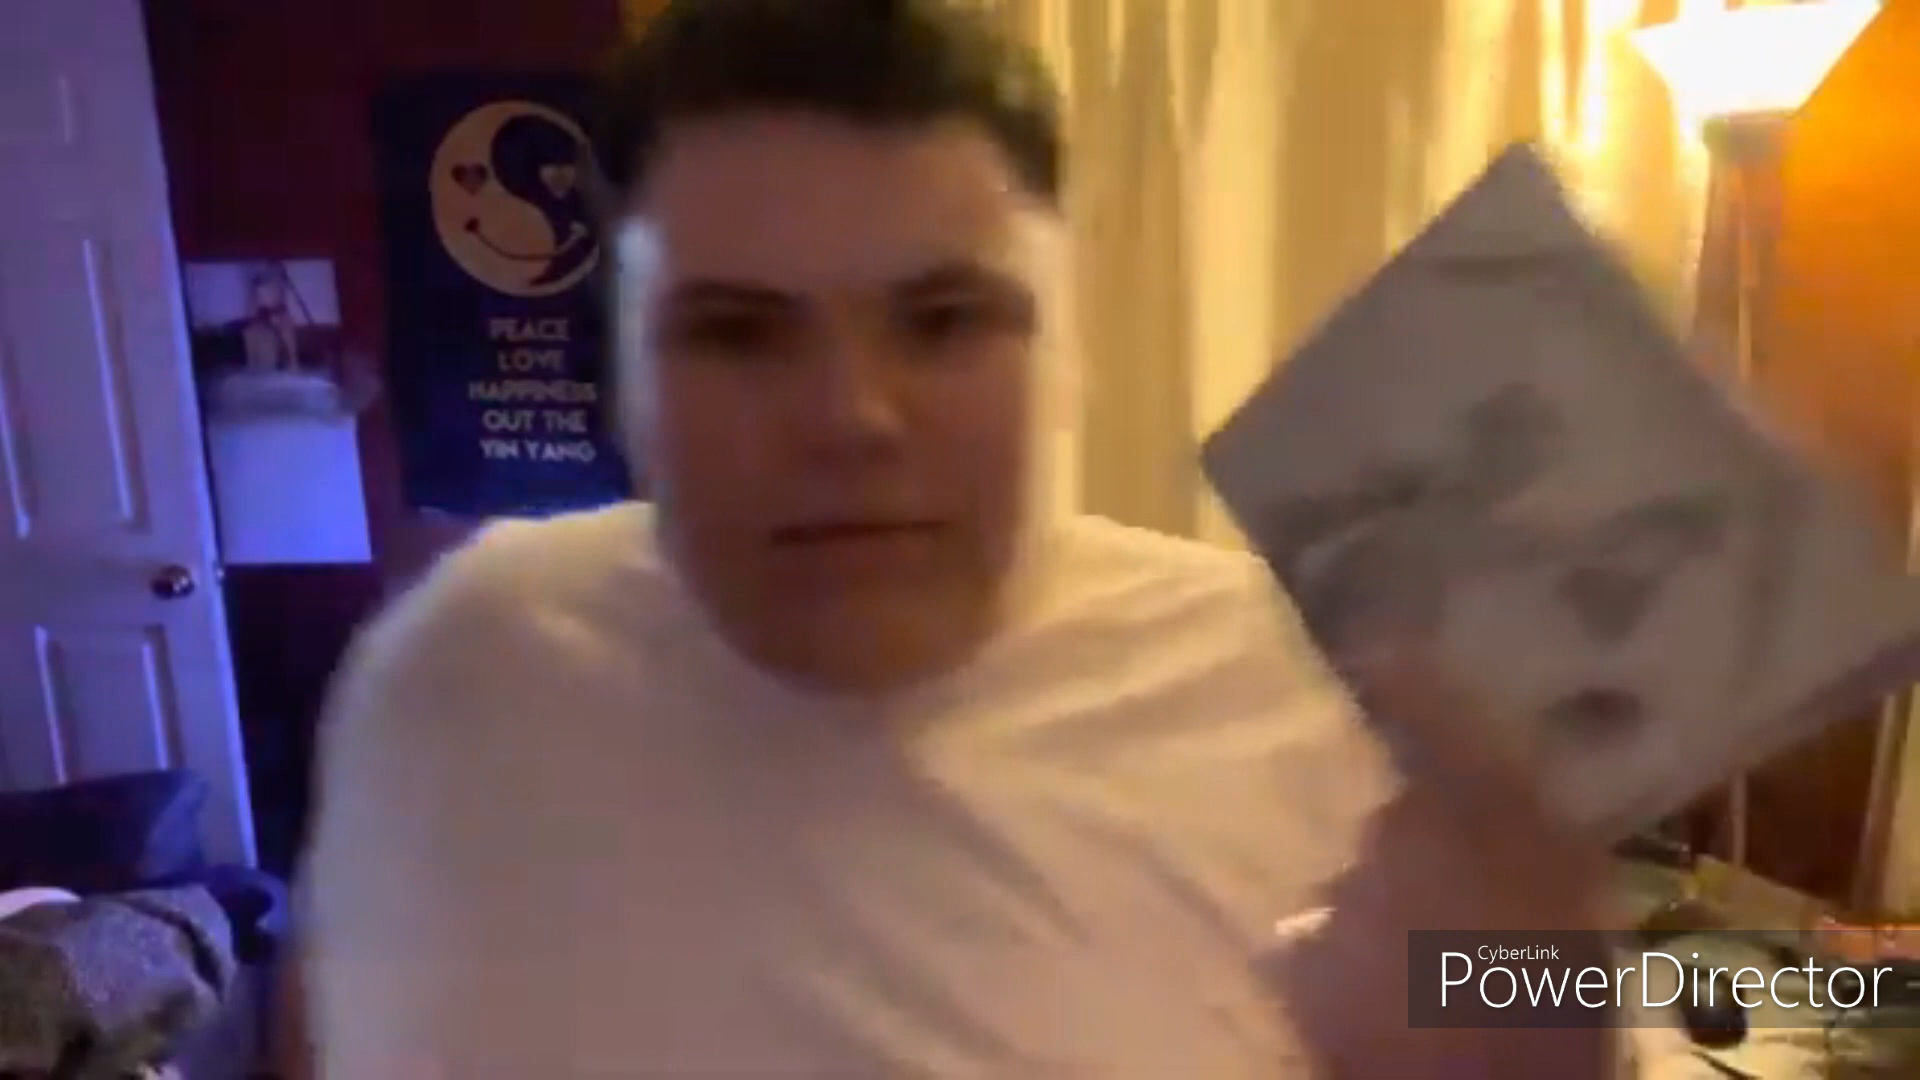 PEACE
LOVE
HAPPINESS
OUT THE
YIN YANG
CyberLink
PowerDirector